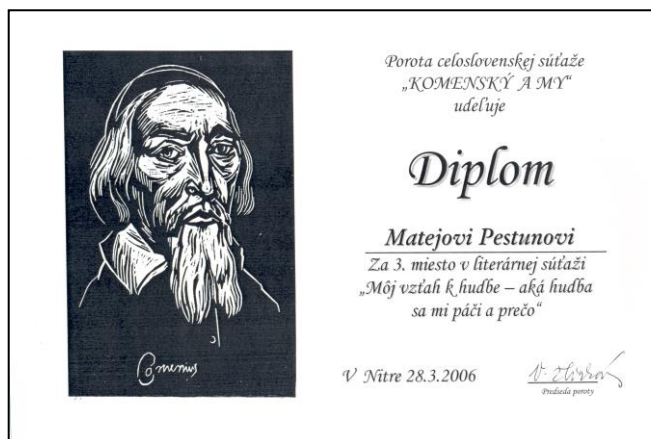 Porota celoslovenskej súťaže
„KOMENSKÝ A MY“
udeľuje
Diplom
Matejovi Pestunovi
Za 3. miesto v literárnej súťaži
„Môj vzťah k hudbe – aká hudba
sa mi páči a prečo“
V Nitre 28.3.2006
Predseda poroty
Comenius